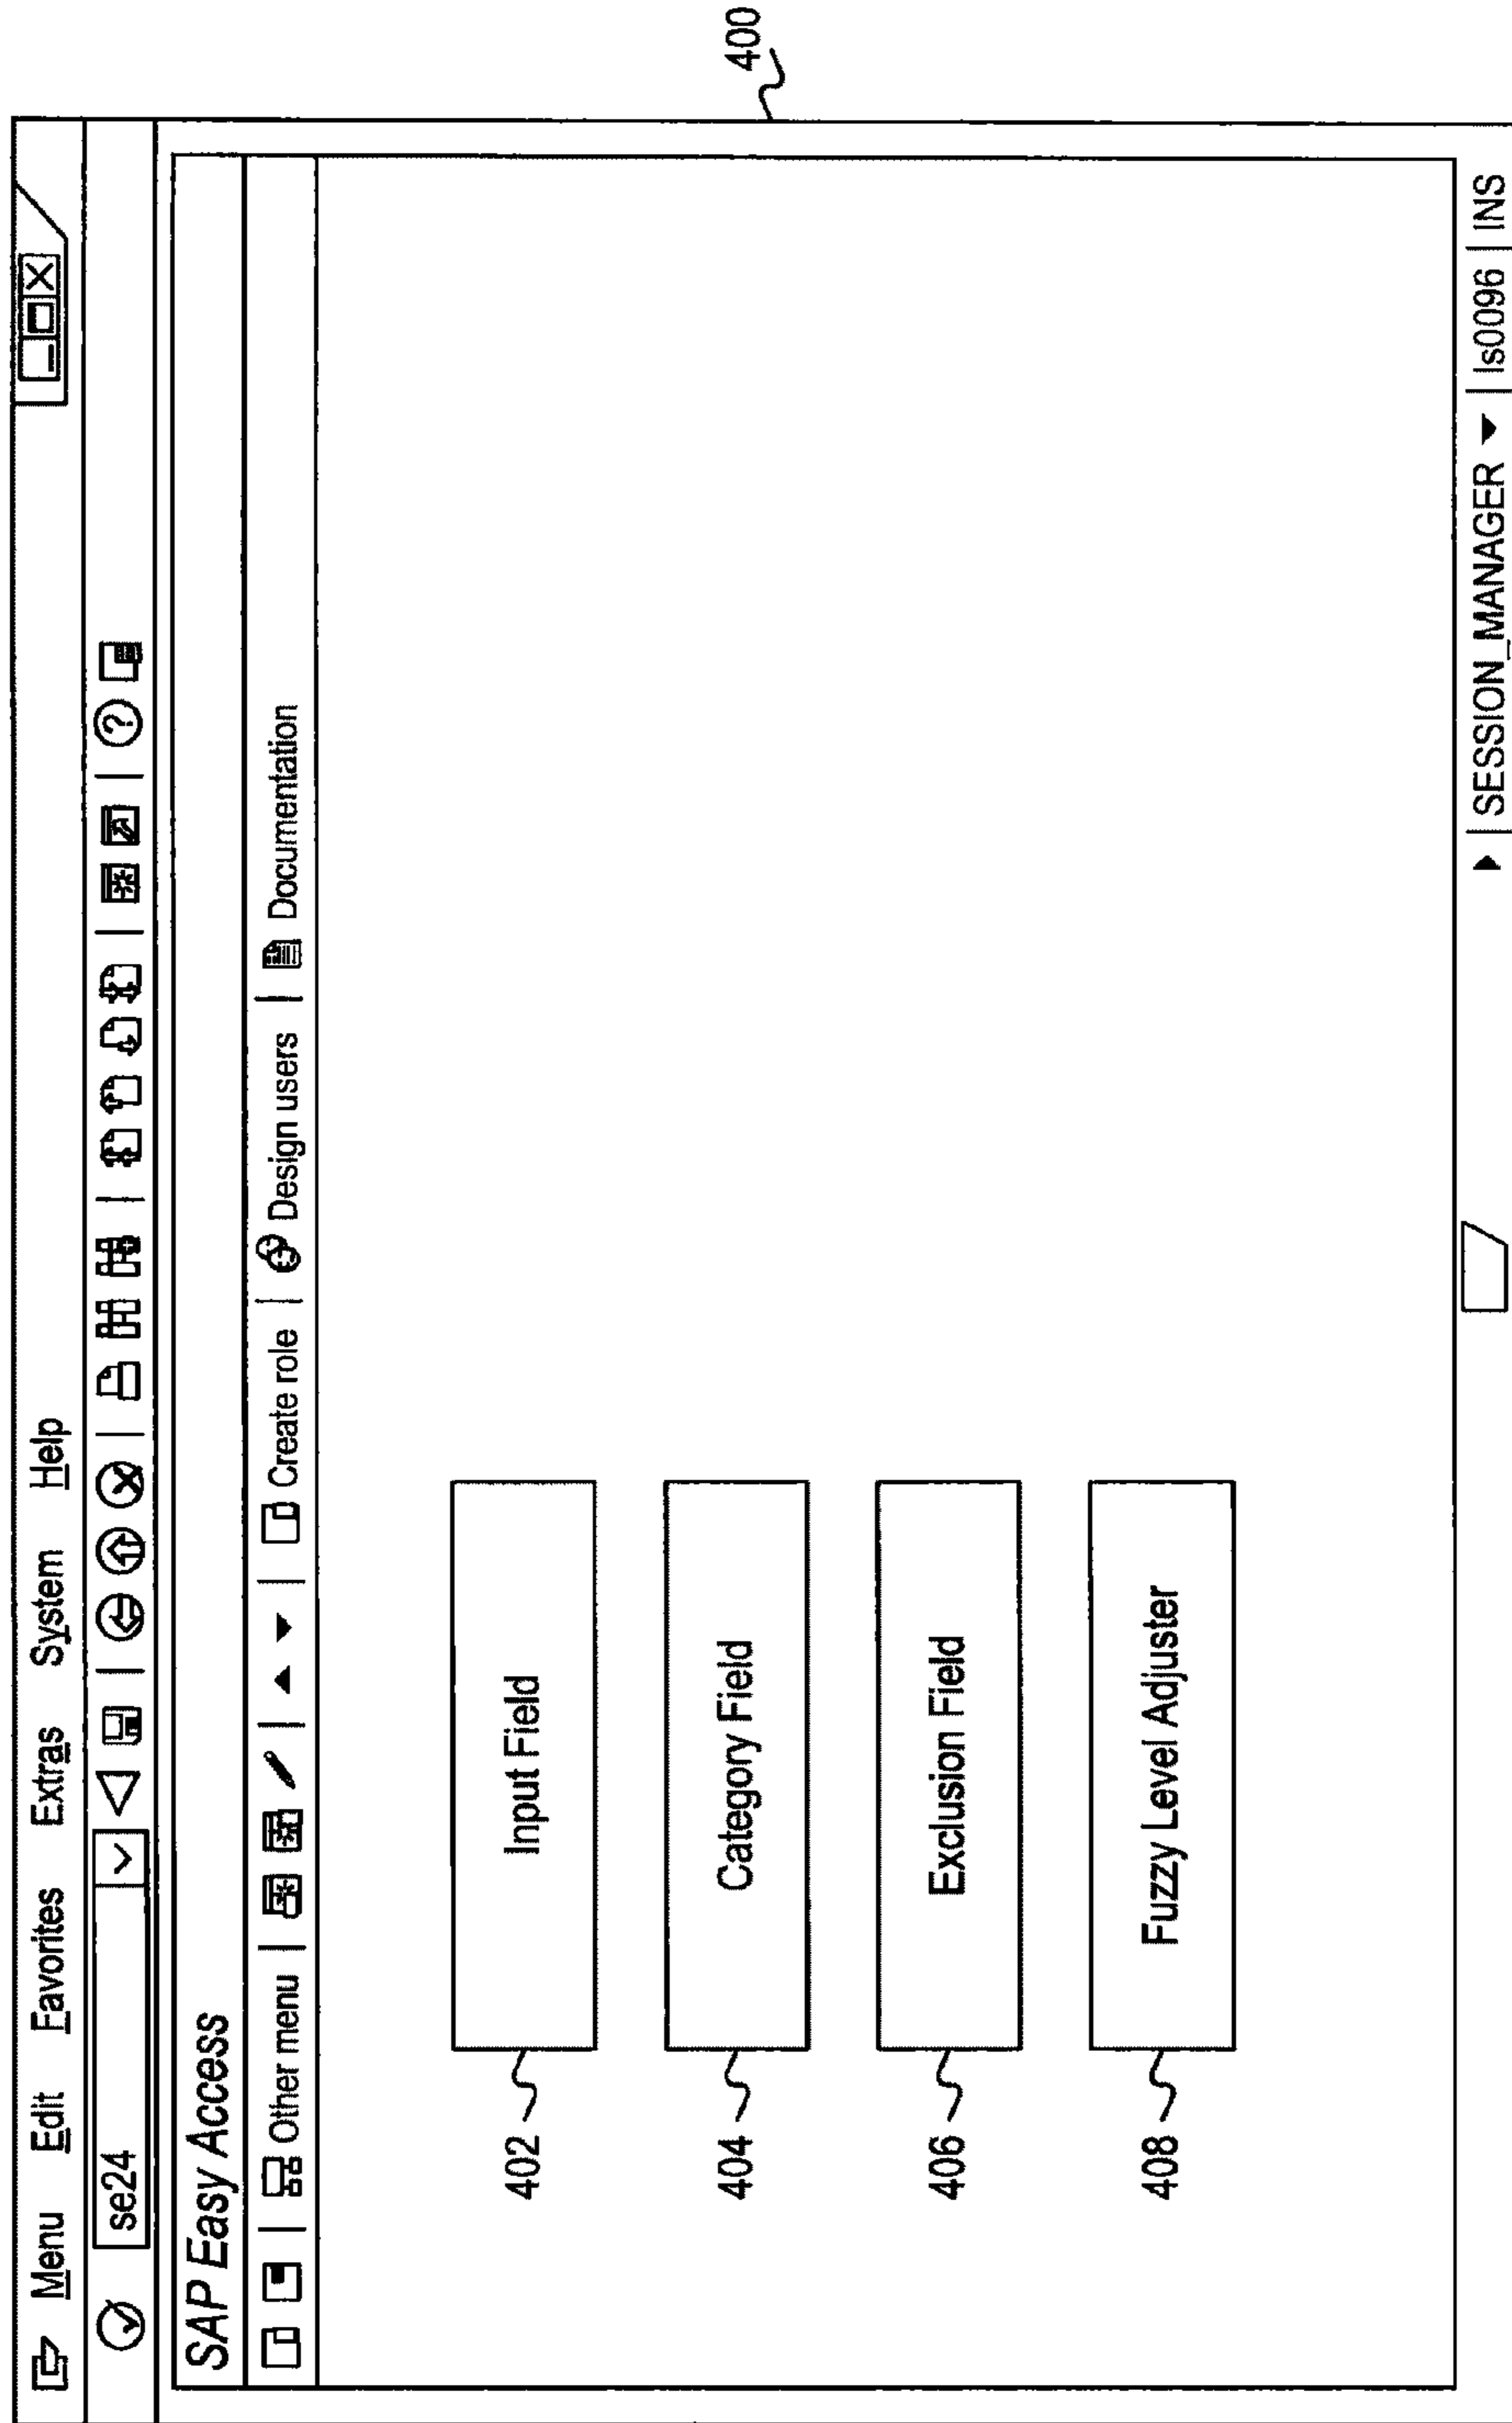 Menu Edit Favorites Extras System Help
se24
SAP Easy Access
Other menu Create role Design users Documentation
402 Input Field
404 Category Field
406 Exclusion Field
408 Fuzzy Level Adjuster
SESSION_MANAGER ls0096 INS
400